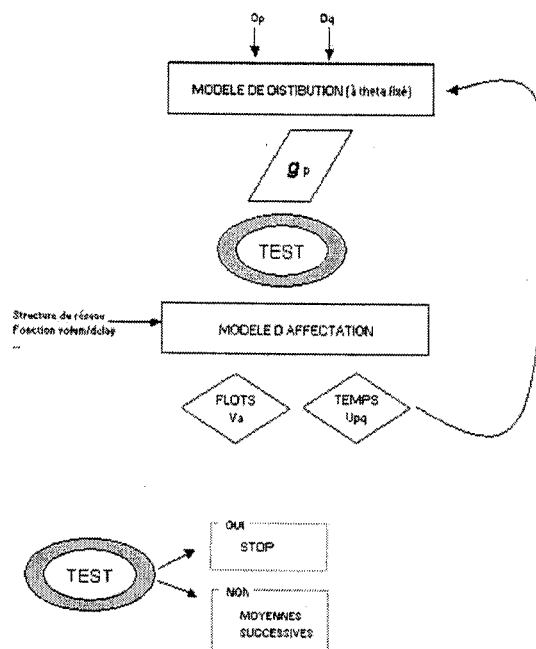 Op Dq
MODELE DE DISTIBUTION (à theta fixé)
g p
TEST
Structure du réseau
Fonction volum/delay
...
MODELE D AFFECTATION
FLOTS
Va
TEMPS
Upq
TEST
OUI
STOP
NON
MOYENNES
SUCCESSIVES